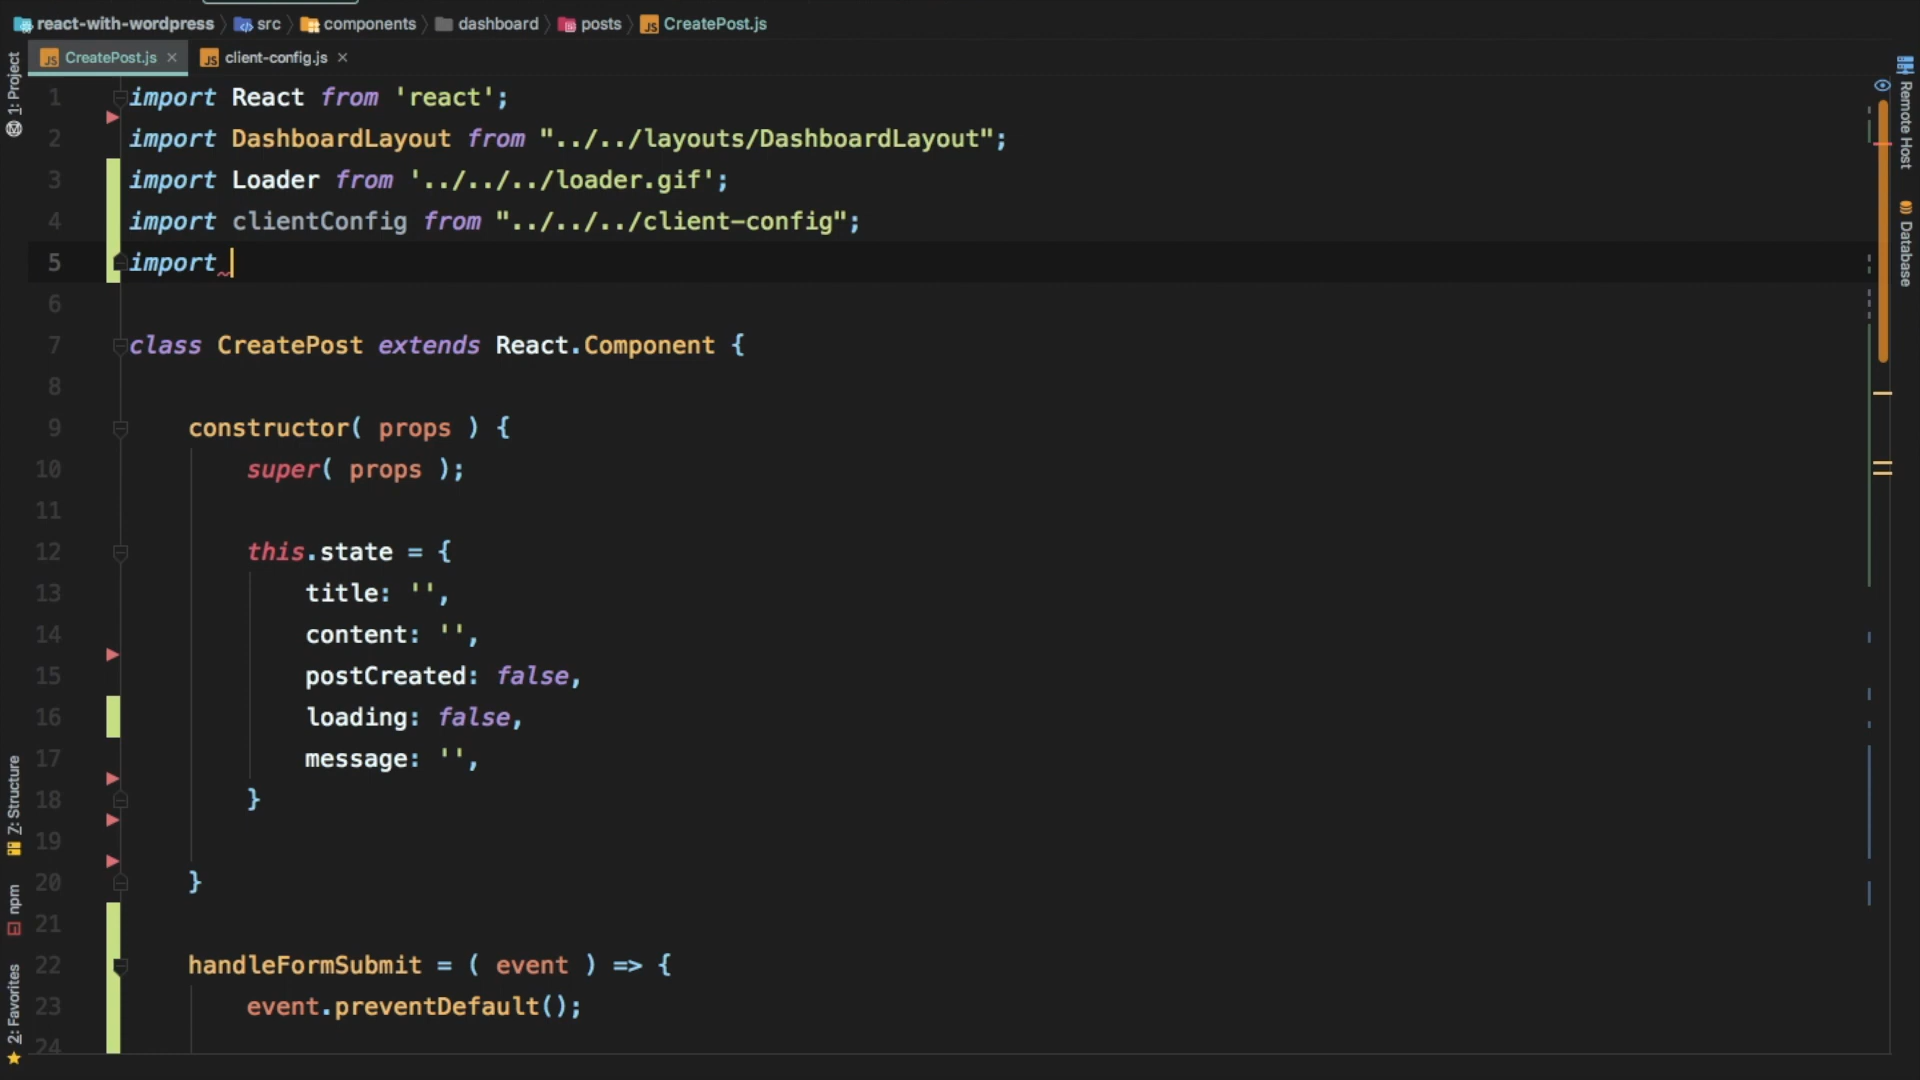 react-with-wordpress src components dashboard posts CreatePost.js
CreatePost.js client-config.js
1: Project
Z: Structure
npm
2: Favorites
Remote Host
Database
1 import React from 'react';
2 import DashboardLayout from "../../layouts/DashboardLayout";
3 import Loader from '../../../loader.gif';
4 import clientConfig from "../../../client-config";
5 import
6
7 class CreatePost extends React.Component {
8
9 constructor( props ) {
10 super( props );
11
12 this.state = {
13 title: '',
14 content: '',
15 postCreated: false,
16 loading: false,
17 message: '',
18 }
19
20 }
21
22 handleFormSubmit = ( event ) => {
23 event.preventDefault();
24